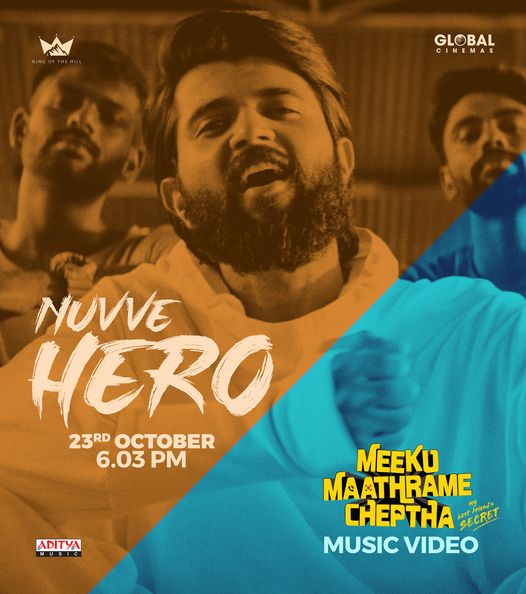 KING OF THE HILL
GLOBAL
CINEMAS
NUVVE
HERO
23RD OCTOBER
6.03 PM
MEEKU
MAATHRAME
CHEPTHA
my
best friend's
SECRET
MUSIC VIDEO
ADITYA
MUSIC